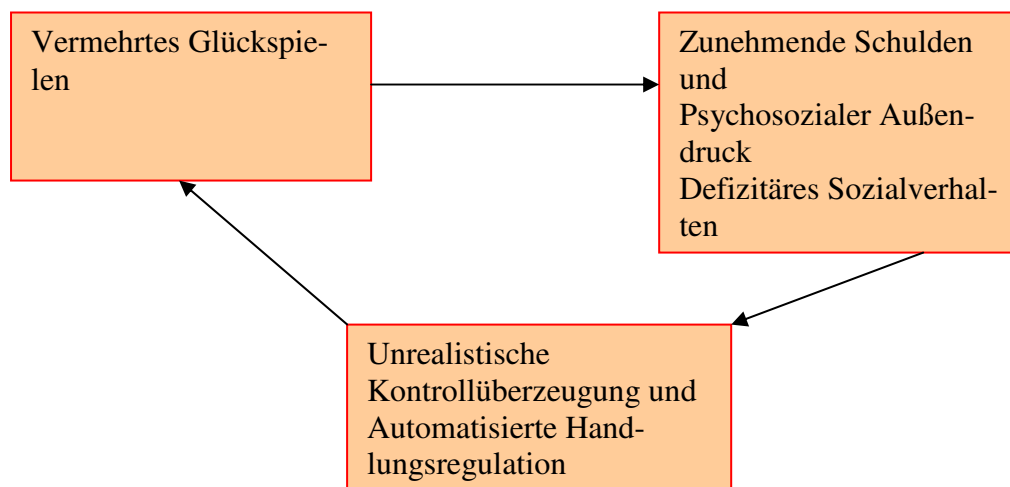 Vermehrtes Glückspie-
len
Zunehmende Schulden
und
Psychosozialer Außen-
druck
Defizitäres Sozialverhal-
ten
Unrealistische
Kontrollüberzeugung und
Automatisierte Hand-
lungsregulation